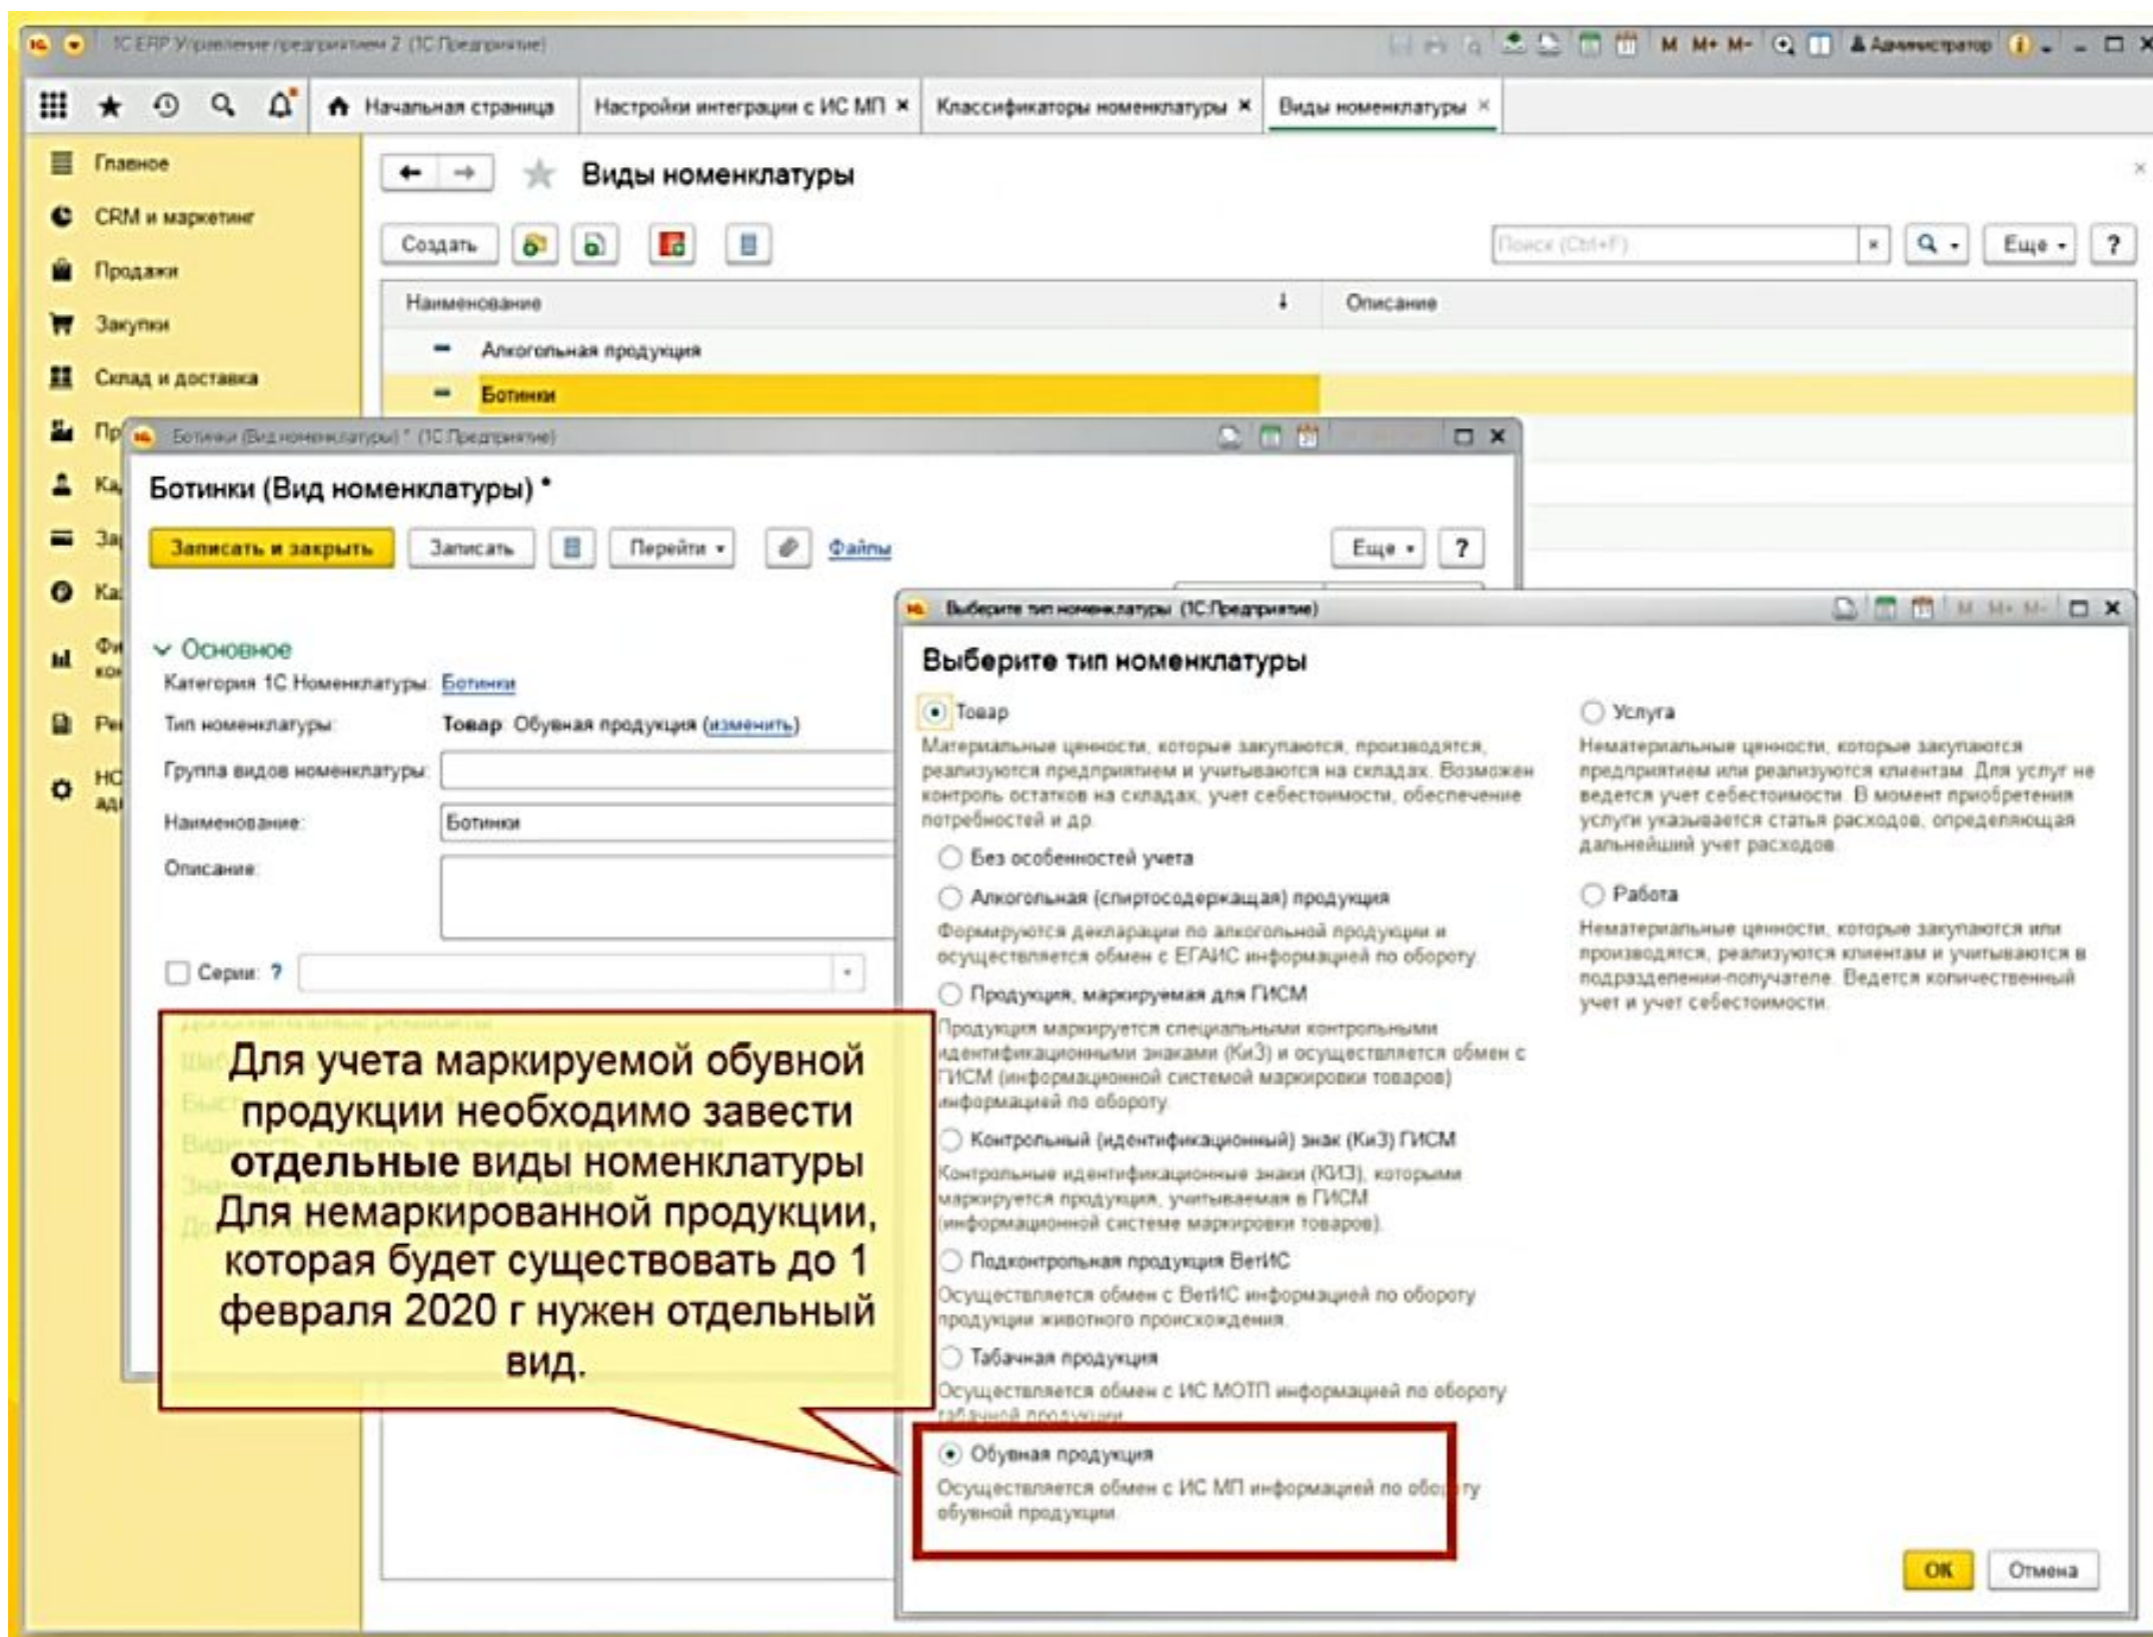 1С:ERP Управление предприятием 2 (1С:Предприятие)
M M+ M-
Администратор
Начальная страница
Настройки интеграции с ИС МП ×
Классификаторы номенклатуры ×
Виды номенклатуры ×
Главное
CRM и маркетинг
Продажи
Закупки
Склад и доставка
Пр
Ка
За
Ка
Фи
кон
Ре
НС
ад
Виды номенклатуры
Создать
Поиск (Ctrl+F)
×
Еще
?
Наименование
Описание
Алкогольная продукция
Ботинки
Ботинки (Вид номенклатуры) * (1С:Предприятие)
Ботинки (Вид номенклатуры) *
Записать и закрыть
Записать
Перейти
Файлы
Еще
?
Основное
Категория 1С:Номенклатуры: Ботинки
Тип номенклатуры: Товар: Обувная продукция (изменить)
Группа видов номенклатуры:
Наименование: Ботинки
Описание:
Серии: ?
Для учета маркируемой обувной
продукции необходимо завести
отдельные виды номенклатуры
Для немаркированной продукции,
которая будет существовать до 1
февраля 2020 г нужен отдельный
вид.
Выберите тип номенклатуры (1С:Предприятие)
M M+ M-
Выберите тип номенклатуры
Товар
Материальные ценности, которые закупаются, производятся,
реализуются предприятием и учитываются на складах. Возможен
контроль остатков на складах, учет себестоимости, обеспечение
потребностей и др.
Без особенностей учета
Алкогольная (спиртосодержащая) продукция
Формируются декларации по алкогольной продукции и
осуществляется обмен с ЕГАИС информацией по обороту.
Продукция, маркируемая для ГИСМ
Продукция маркируется специальными контрольными
идентификационными знаками (КиЗ) и осуществляется обмен с
ГИСМ (информационной системой маркировки товаров)
информацией по обороту.
Контрольный (идентификационный) знак (КиЗ) ГИСМ
Контрольные идентификационные знаки (КИЗ), которыми
маркируется продукция, учитываемая в ГИСМ
(информационной системе маркировки товаров).
Подконтрольная продукция ВетИС
Осуществляется обмен с ВетИС информацией по обороту
продукции животного происхождения.
Табачная продукция
Осуществляется обмен с ИС МОТП информацией по обороту
табачной продукции.
Обувная продукция
Осуществляется обмен с ИС МП информацией по обороту
обувной продукции.
Услуга
Нематериальные ценности, которые закупаются
предприятием или реализуются клиентам. Для услуг не
ведется учет себестоимости. В момент приобретения
услуги указывается статья расходов, определяющая
дальнейший учет расходов.
Работа
Нематериальные ценности, которые закупаются или
производятся, реализуются клиентам и учитываются в
подразделении-получателе. Ведется количественный
учет и учет себестоимости.
ОК
Отмена